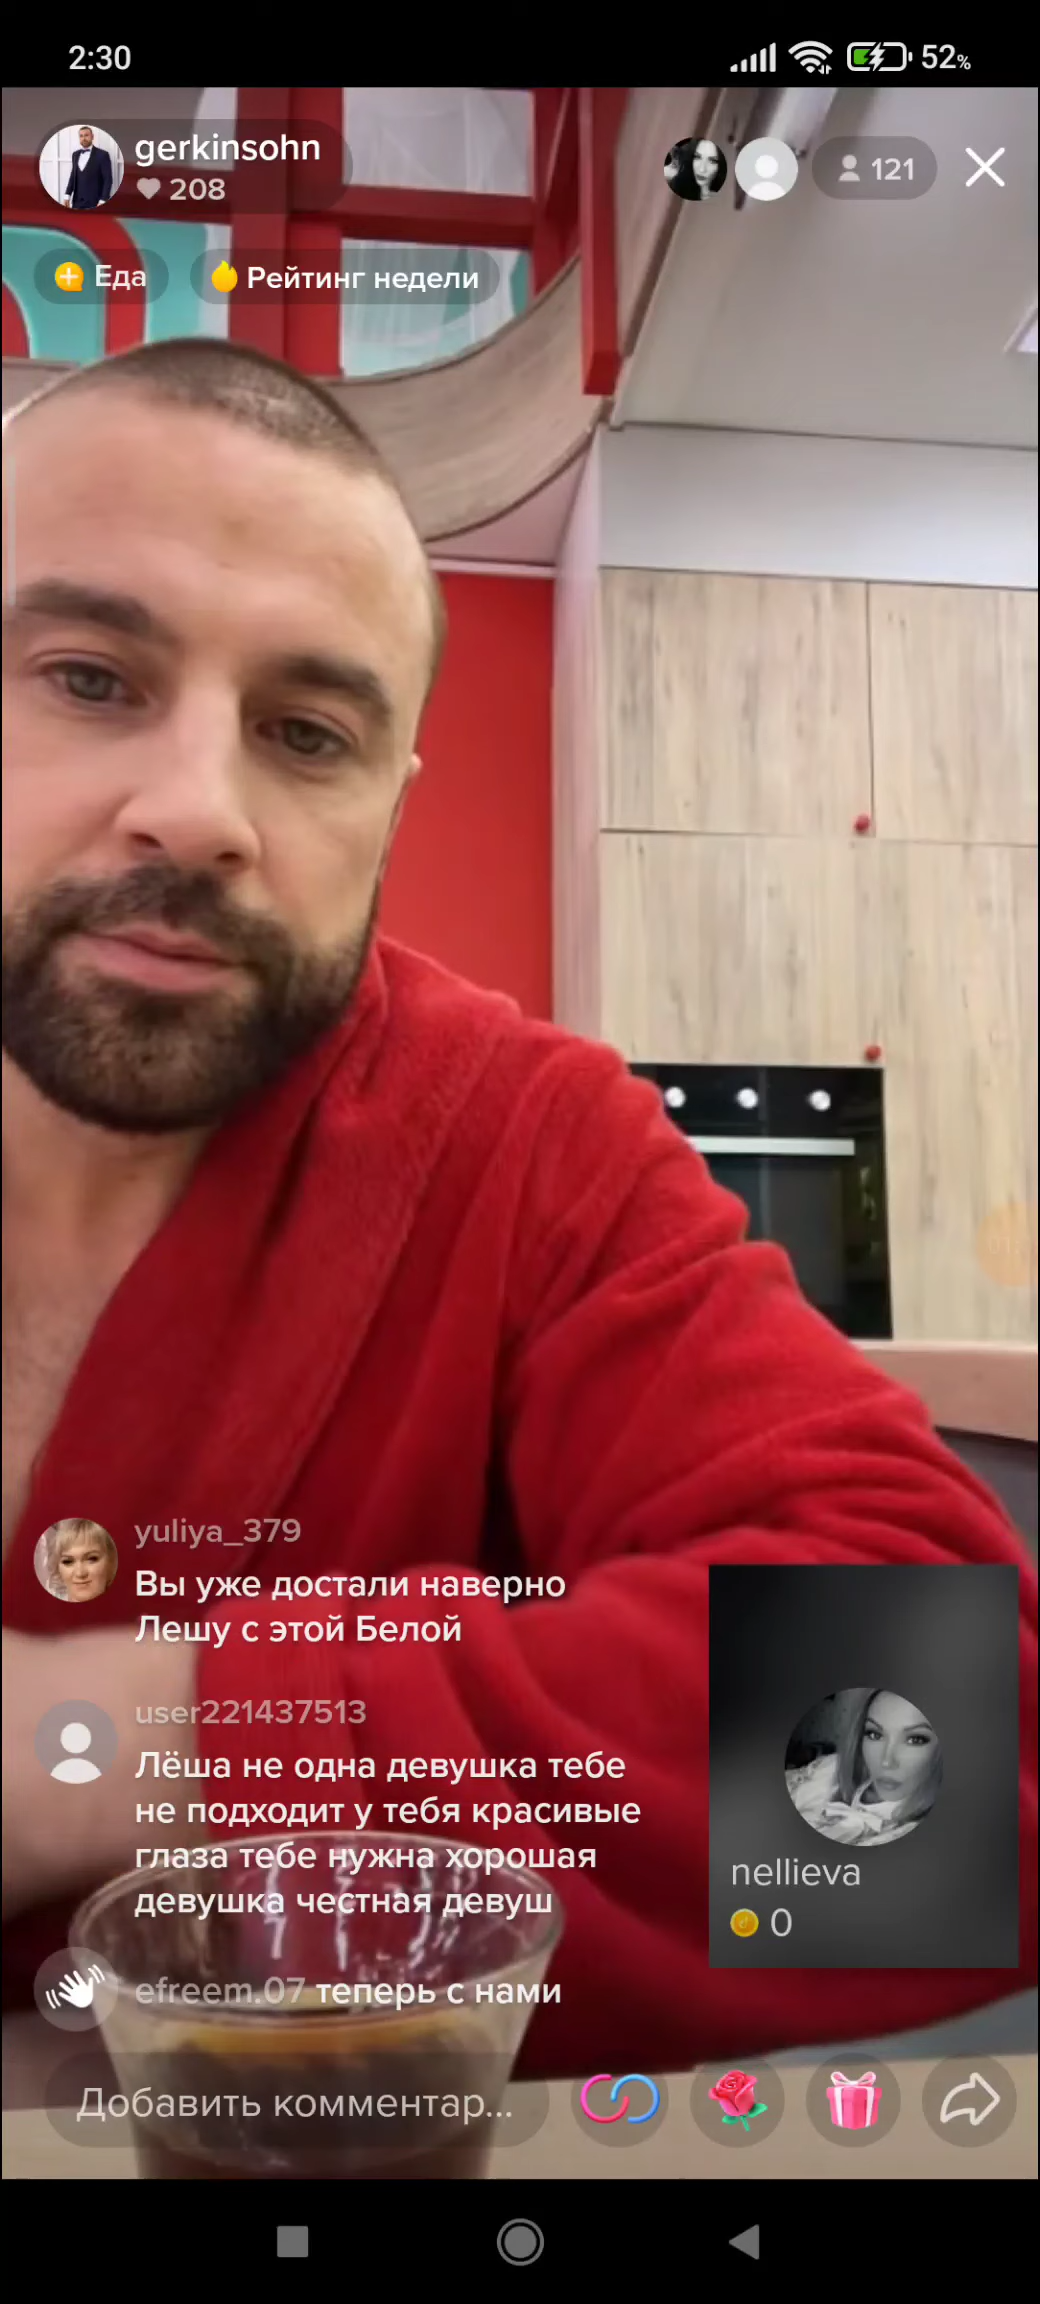 2:30
52%
gerkinsohn
208
121
Еда
Рейтинг недели
yuliya_379
Вы уже достали наверно
Лешу с этой Белой
user221437513
Лёша не одна девушка тебе
не подходит у тебя красивые
глаза тебе нужна хорошая
девушка честная девуш
nellieva
0
efreem.07 теперь с нами
Добавить комментар...